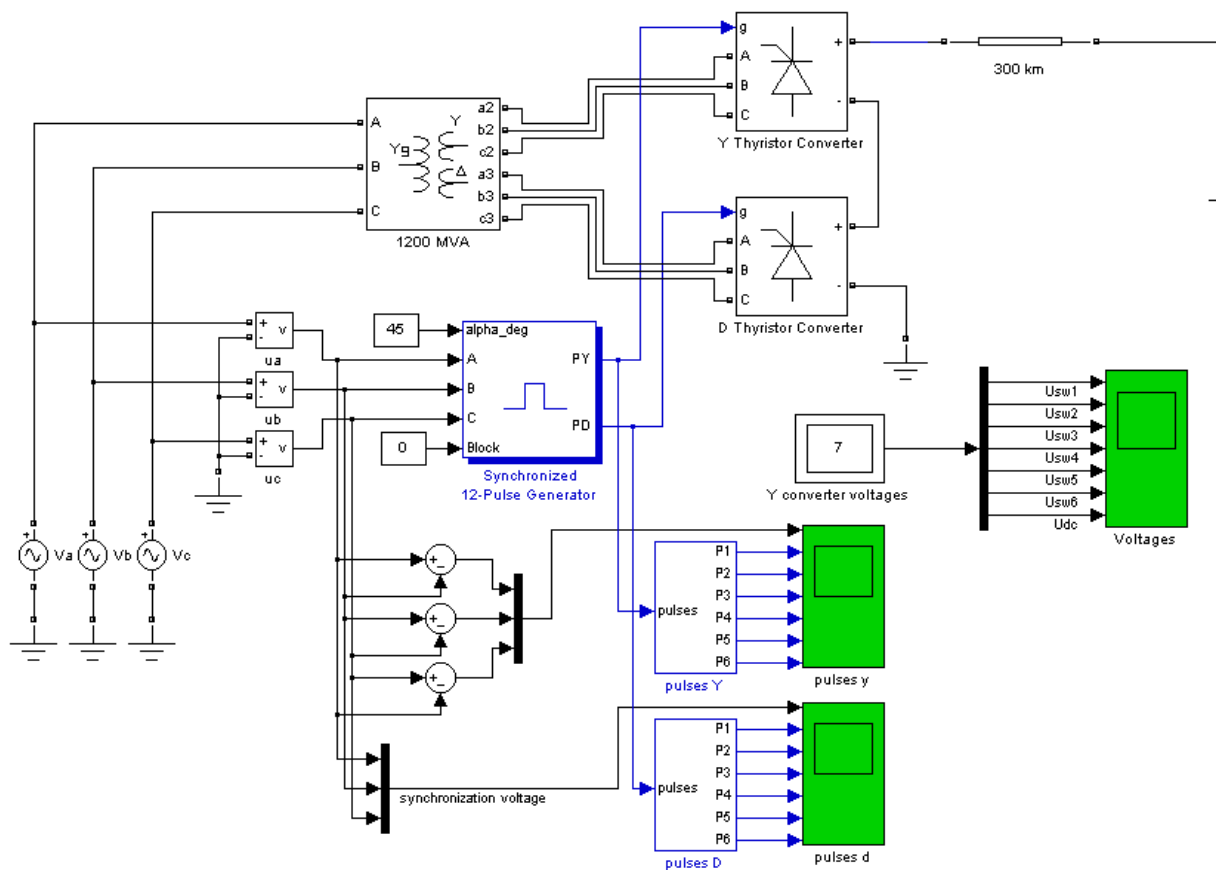 g
A
B
C
+
-
Y Thyristor Converter
300 km
A
B
C
Yg
Y
Δ
a2
b2
c2
a3
b3
c3
1200 MVA
g
A
B
C
+
-
D Thyristor Converter
+
-
v
ua
+
-
v
ub
+
-
v
uc
45
0
alpha_deg
A
B
C
Block
PY
PD
Synchronized
12-Pulse Generator
7
Y converter voltages
Usw1
Usw2
Usw3
Usw4
Usw5
Usw6
Udc
Voltages
+
Va
+
Vb
+
Vc
+
-
+
-
+
-
pulses
P1
P2
P3
P4
P5
P6
pulses Y
pulses y
synchronization voltage
pulses
P1
P2
P3
P4
P5
P6
pulses D
pulses d